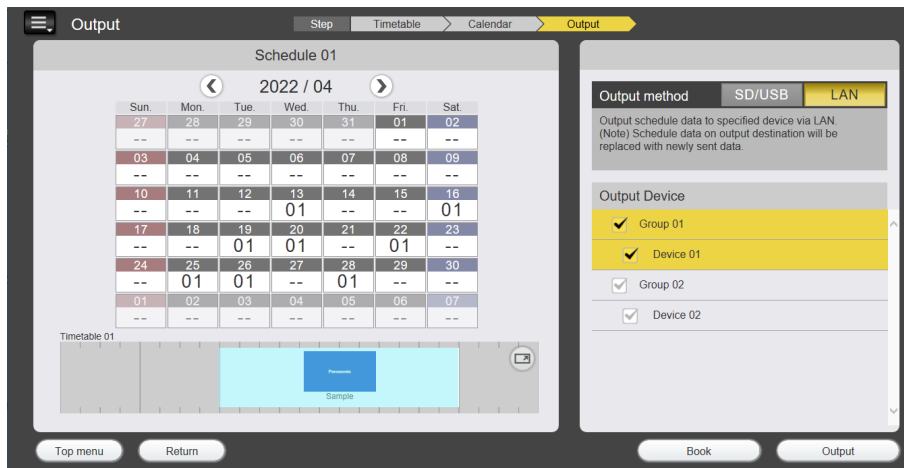 Output
Step Timetable Calendar Output
Schedule 01
2022 / 04
Sun. Mon. Tue. Wed. Thu. Fri. Sat.
27 28 29 30 31 01 02
-- -- -- -- -- -- --
03 04 05 06 07 08 09
-- -- -- -- -- -- --
10 11 12 13 14 15 16
-- -- -- 01 -- -- 01
17 18 19 20 21 22 23
-- -- 01 01 -- 01 --
24 25 26 27 28 29 30
-- 01 01 -- 01 -- --
01 02 03 04 05 06 07
-- -- -- -- -- -- --
Timetable 01
Panasonic
Sample
Output method SD/USB LAN
Output schedule data to specified device via LAN.
(Note) Schedule data on output destination will be
replaced with newly sent data.
Output Device
Group 01
Device 01
Group 02
Device 02
Top menu Return Book Output